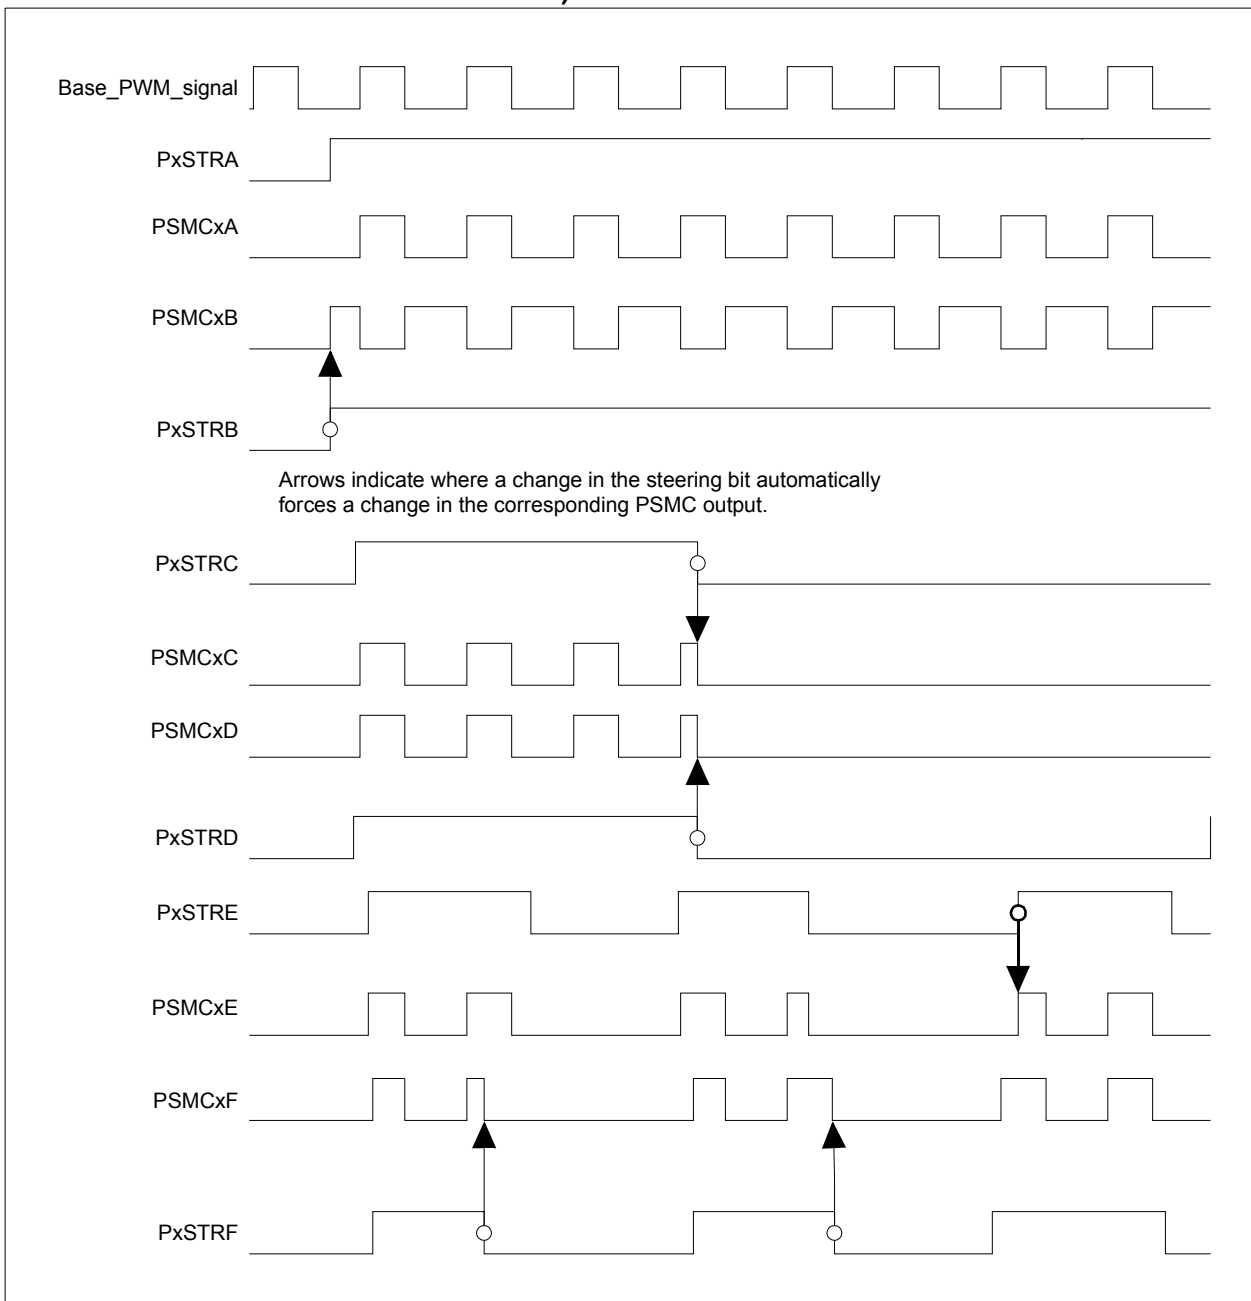 Base_PWM_signal
PxSTRA
PSMCxA
PSMCxB
PxSTRB
Arrows indicate where a change in the steering bit automatically
forces a change in the corresponding PSMC output.
PxSTRC
PSMCxC
PSMCxD
PxSTRD
PxSTRE
PSMCxE
PSMCxF
PxSTRF